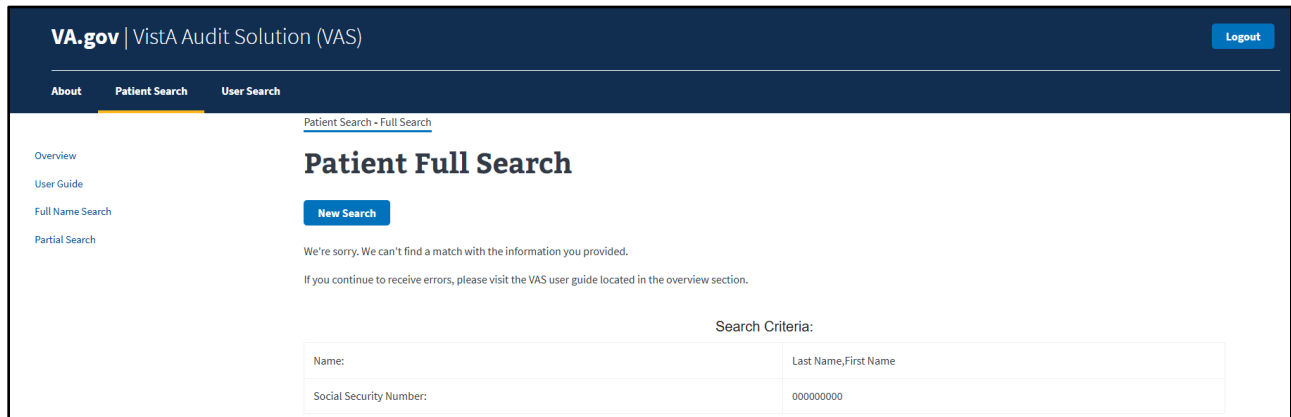 VA.gov | VistA Audit Solution (VAS)
Logout
About Patient Search User Search
Patient Search - Full Search
Overview
User Guide
Full Name Search
Partial Search
Patient Full Search
New Search
We're sorry. We can't find a match with the information you provided.
If you continue to receive errors, please visit the VAS user guide located in the overview section.
Search Criteria:
Name: Last Name,First Name
Social Security Number: 000000000